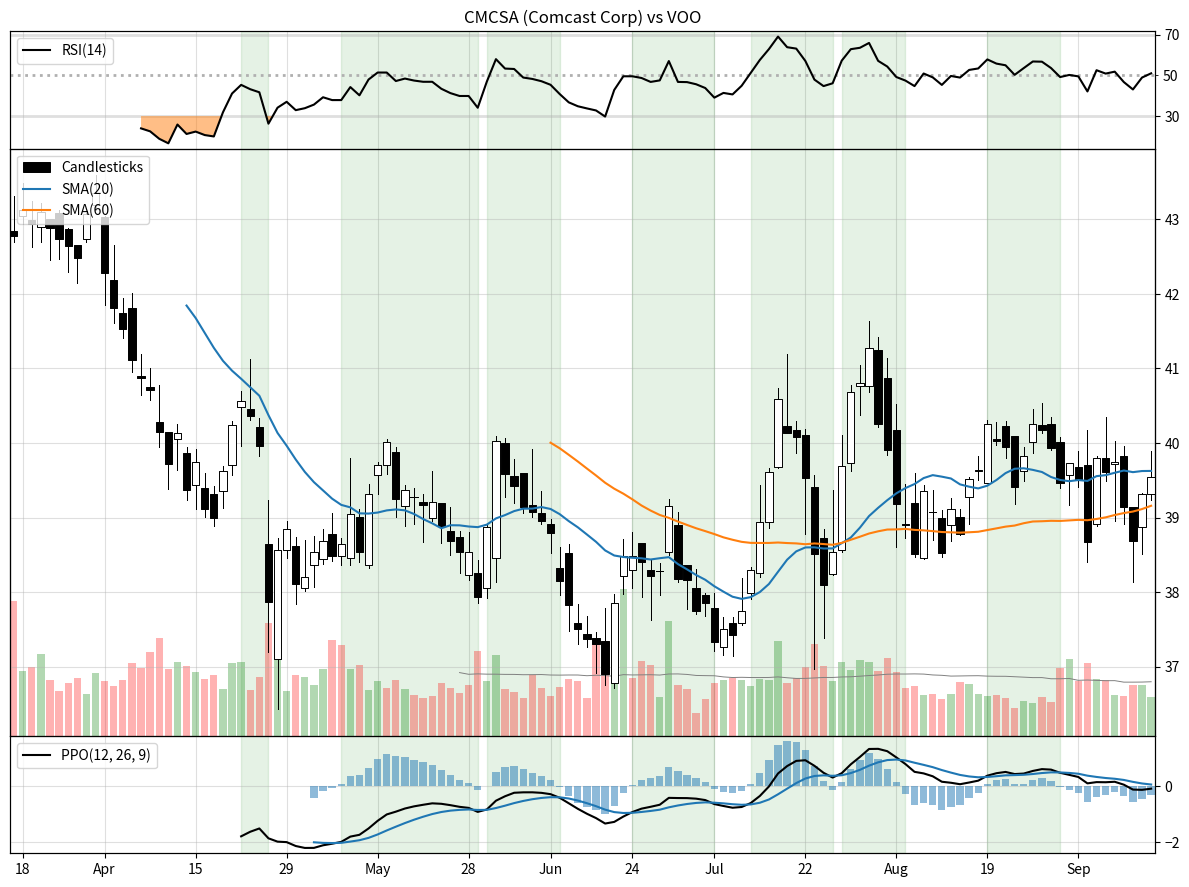 CMCSA (Comcast Corp) vs VOO
RSI(14)
70
50
30
Candlesticks
SMA(20)
SMA(60)
43
42
41
40
39
38
37
PPO(12, 26, 9)
0
−2
18 Apr 15 29 May 28 Jun 24 Jul 22 Aug 19 Sep